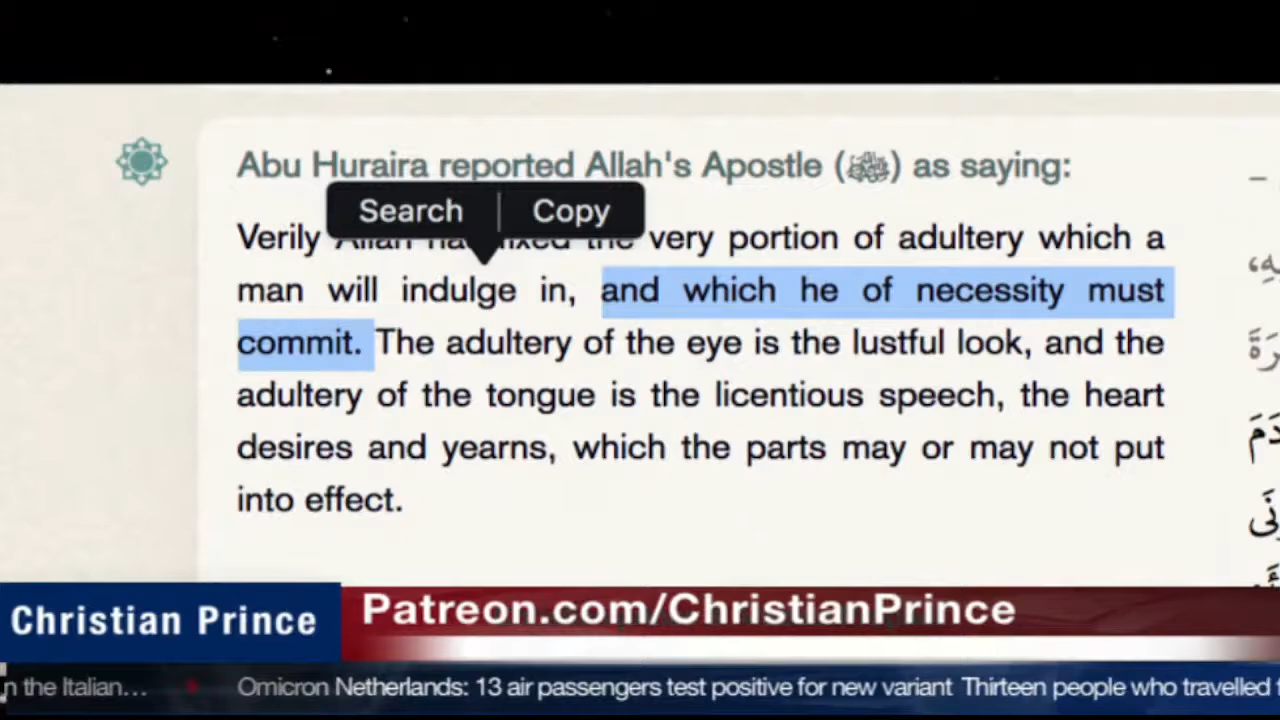 Abu Huraira reported Allah's Apostle (ﷺ) as saying:
Search Copy
Verily Allah had fixed the very portion of adultery which a
man will indulge in, and which he of necessity must
commit. The adultery of the eye is the lustful look, and the
adultery of the tongue is the licentious speech, the heart
desires and yearns, which the parts may or may not put
into effect.
Christian Prince
Patreon.com/ChristianPrince
n the Italian... Omicron Netherlands: 13 air passengers test positive for new variant Thirteen people who travelled